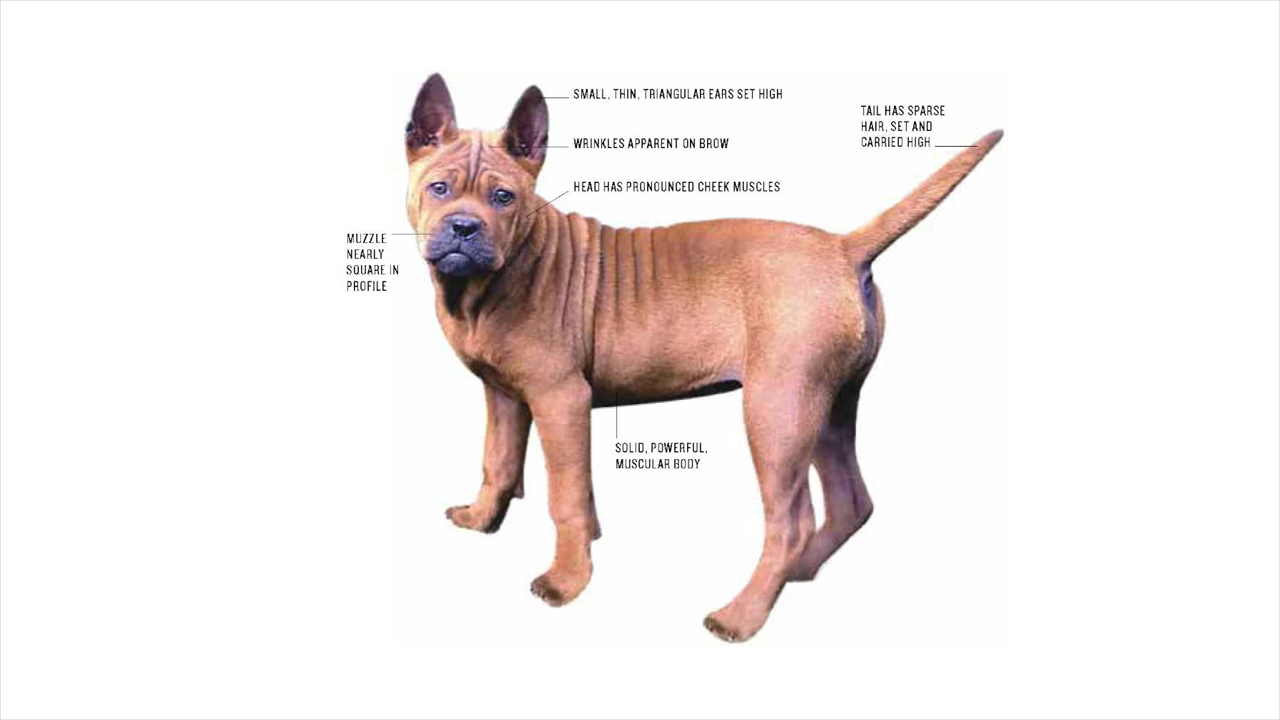 SMALL, THIN, TRIANGULAR EARS SET HIGH
TAIL HAS SPARSE
HAIR, SET AND
CARRIED HIGH
WRINKLES APPARENT ON BROW
HEAD HAS PRONOUNCED CHEEK MUSCLES
MUZZLE
NEARLY
SQUARE IN
PROFILE
SOLID, POWERFUL,
MUSCULAR BODY